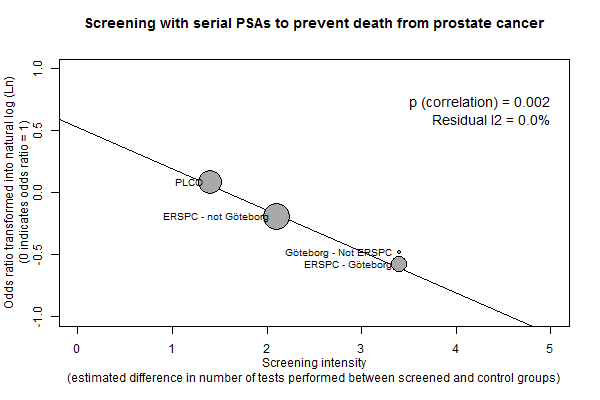 Screening with serial PSAs to prevent death from prostate cancer
Odds ratio transformed into natural log (Ln)
(0 indicates odds ratio = 1)
1.0
0.5
0.0
-0.5
-1.0
p (correlation) = 0.002
Residual I2 = 0.0%
PLCO
ERSPC - not Göteborg
Göteborg - Not ERSPC
ERSPC - Göteborg
0 1 2 3 4 5
Screening intensity
(estimated difference in number of tests performed between screened and control groups)